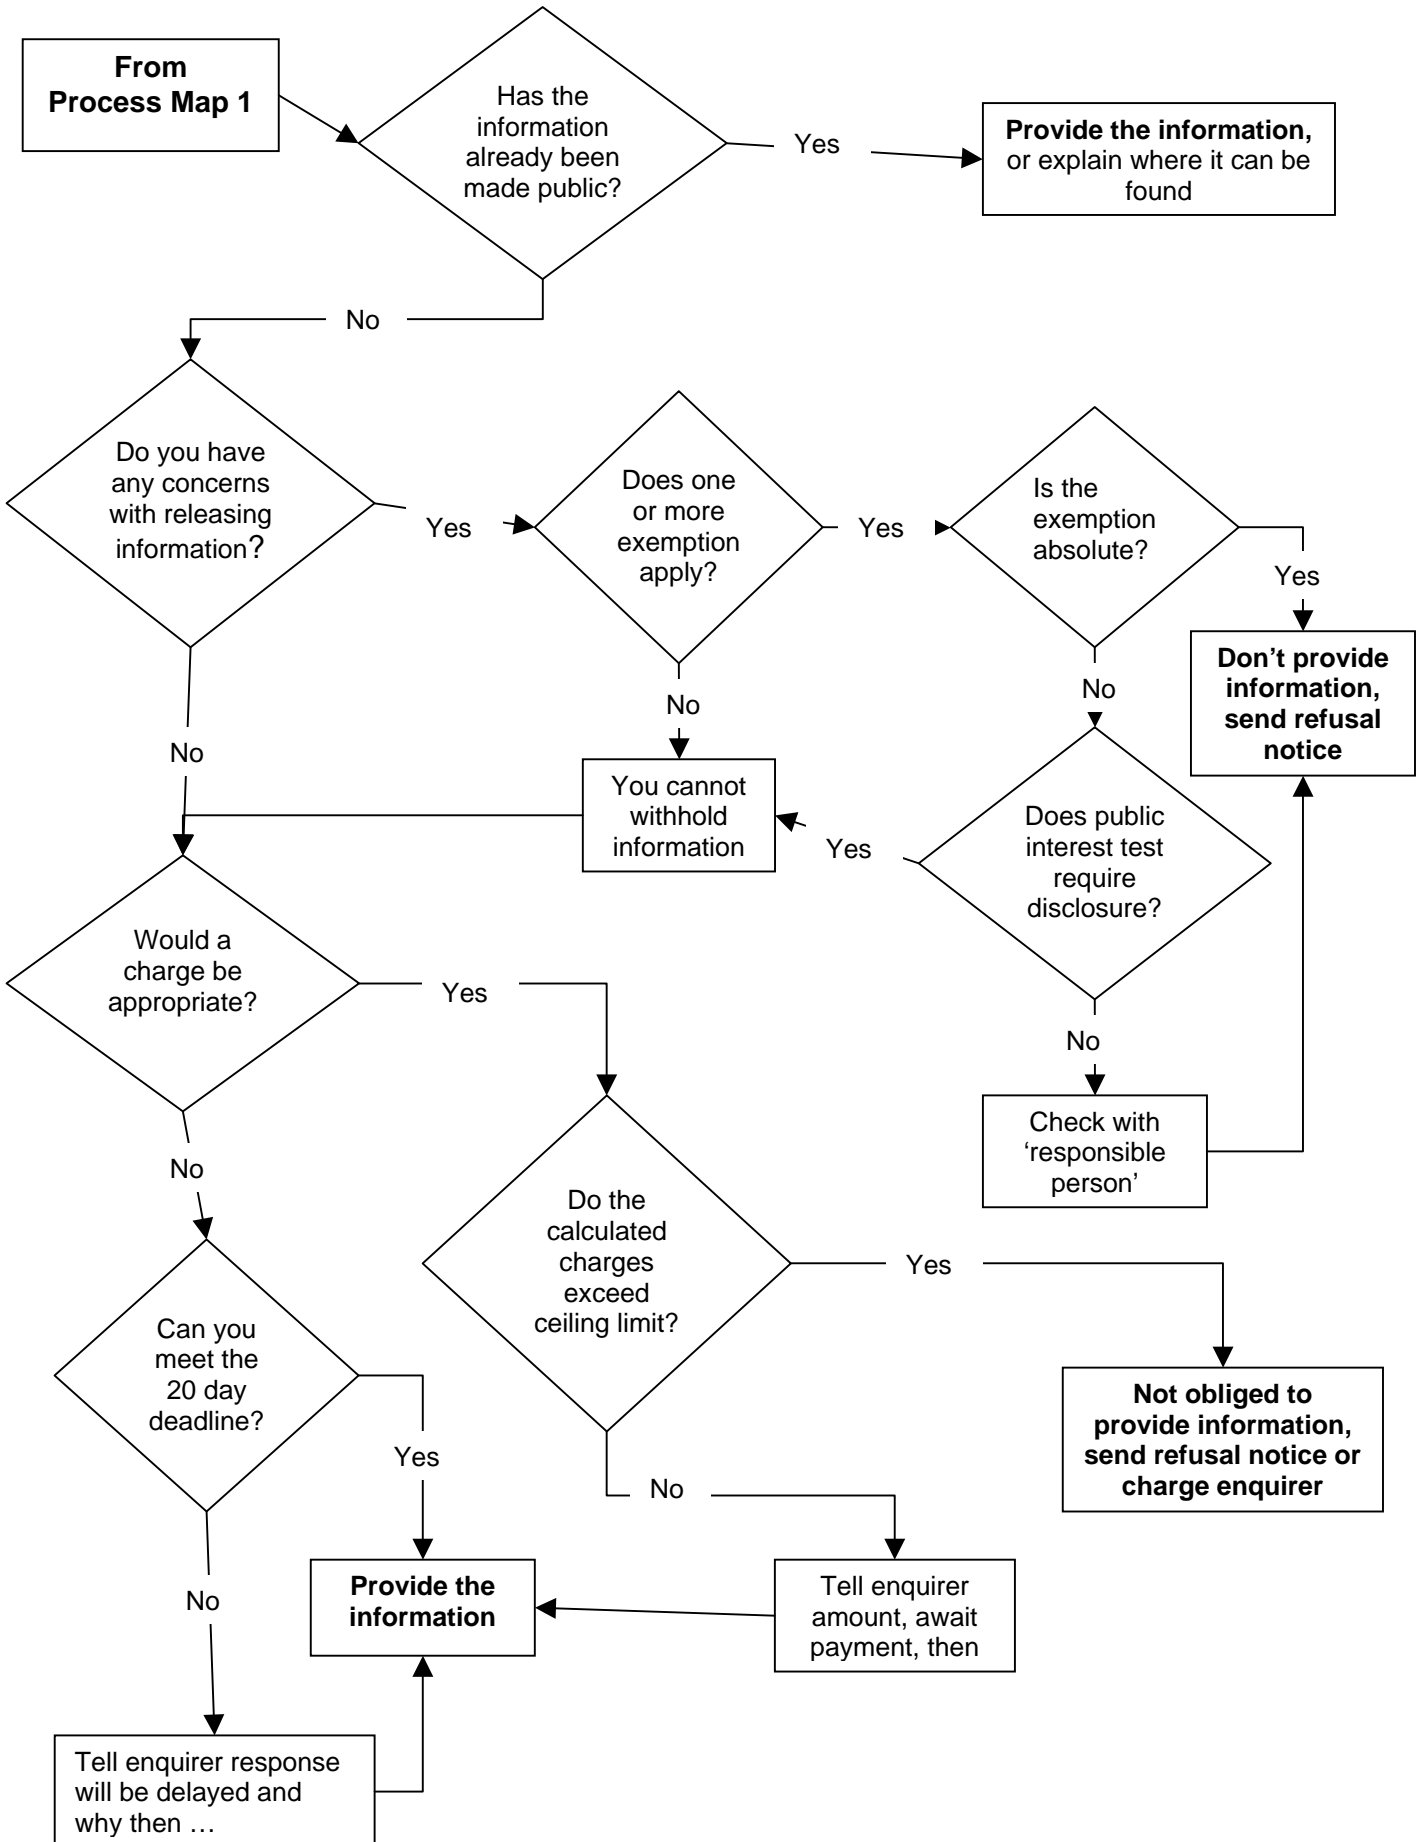 From
Process Map 1
Has the
information
already been
made public?
Yes
Provide the information,
or explain where it can be
found
No
Do you have
any concerns
with releasing
information?
Yes
Does one
or more
exemption
apply?
Yes
Is the
exemption
absolute?
Yes
Don’t provide
information,
send refusal
notice
No
No
No
You cannot
withhold
information
Yes
Does public
interest test
require
disclosure?
Would a
charge be
appropriate?
Yes
No
Check with
‘responsible
person’
No
Do the
calculated
charges
exceed
ceiling limit?
Yes
Can you
meet the
20 day
deadline?
Not obliged to
provide information,
send refusal notice or
charge enquirer
Yes
No
No
Provide the
information
Tell enquirer
amount, await
payment, then
Tell enquirer response
will be delayed and
why then …